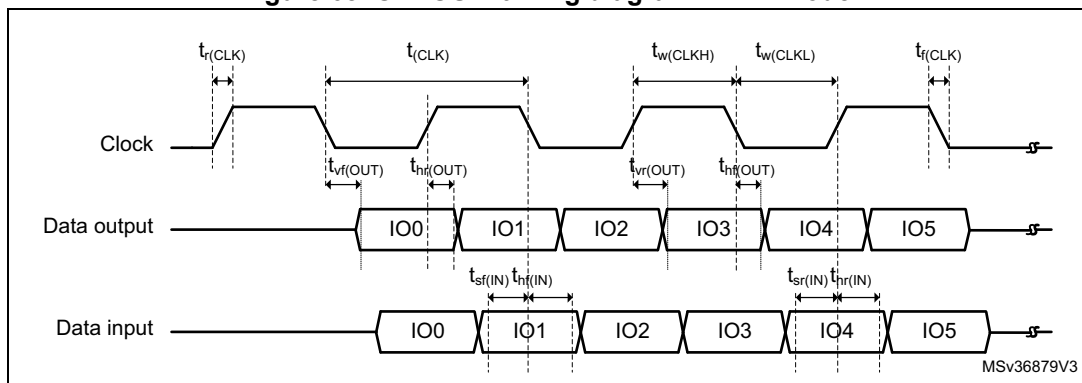 t_r(CLK) t_(CLK) t_w(CLKH) t_w(CLKL) t_f(CLK)
Clock
t_vf(OUT) t_hr(OUT) t_vr(OUT) t_hf(OUT)
Data output IO0 IO1 IO2 IO3 IO4 IO5
t_sf(IN) t_hf(IN) t_sr(IN) t_hr(IN)
Data input IO0 IO1 IO2 IO3 IO4 IO5
MSv36879V3